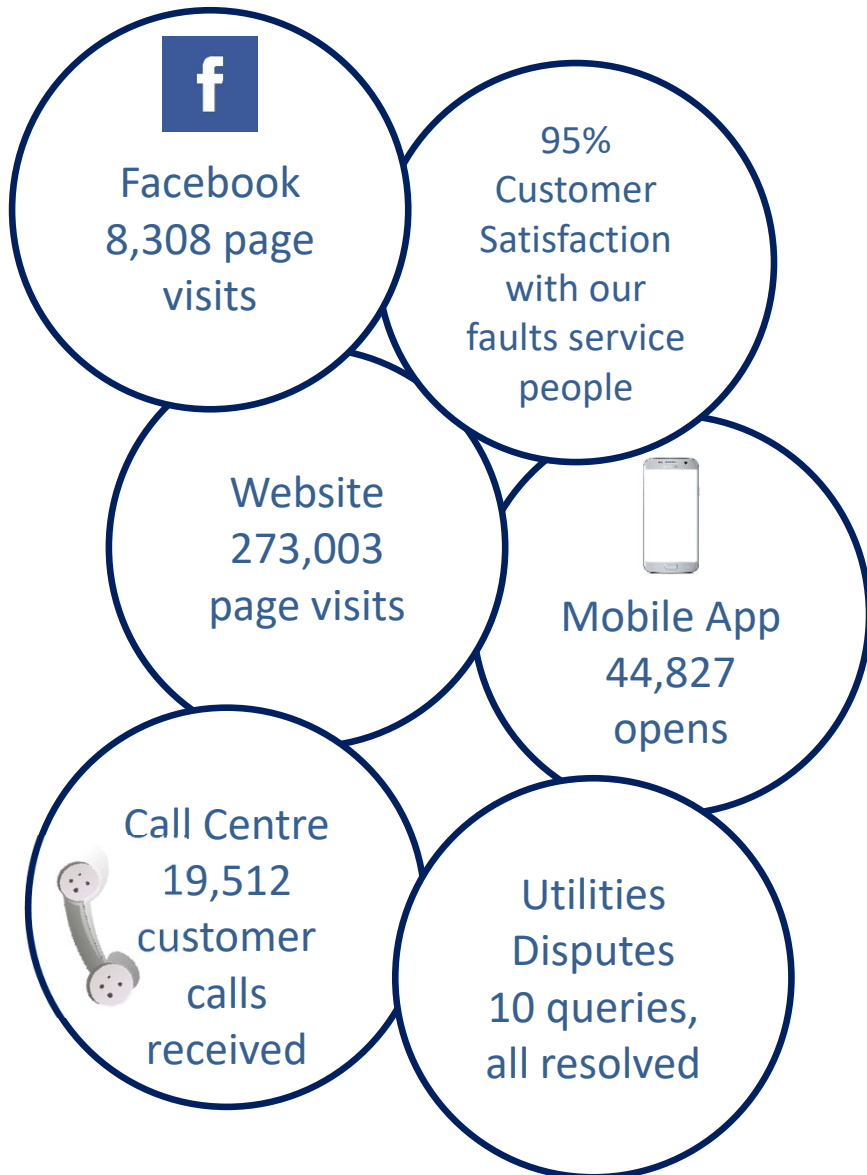 f
Facebook
8,308 page
visits
95%
Customer
Satisfaction
with our
faults service
people
Website
273,003
page visits
Mobile App
44,827
opens
Call Centre
19,512
customer
calls
received
Utilities
Disputes
10 queries,
all resolved